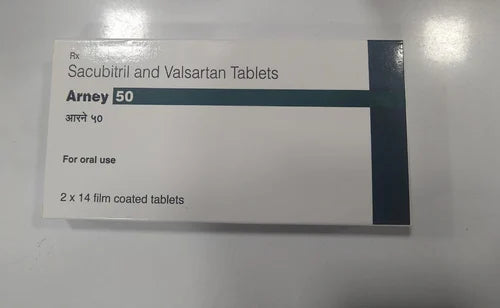 Rx
Sacubitril and Valsartan Tablets
Arney 50
आरने ५०
For oral use
2 x 14 film coated tablets